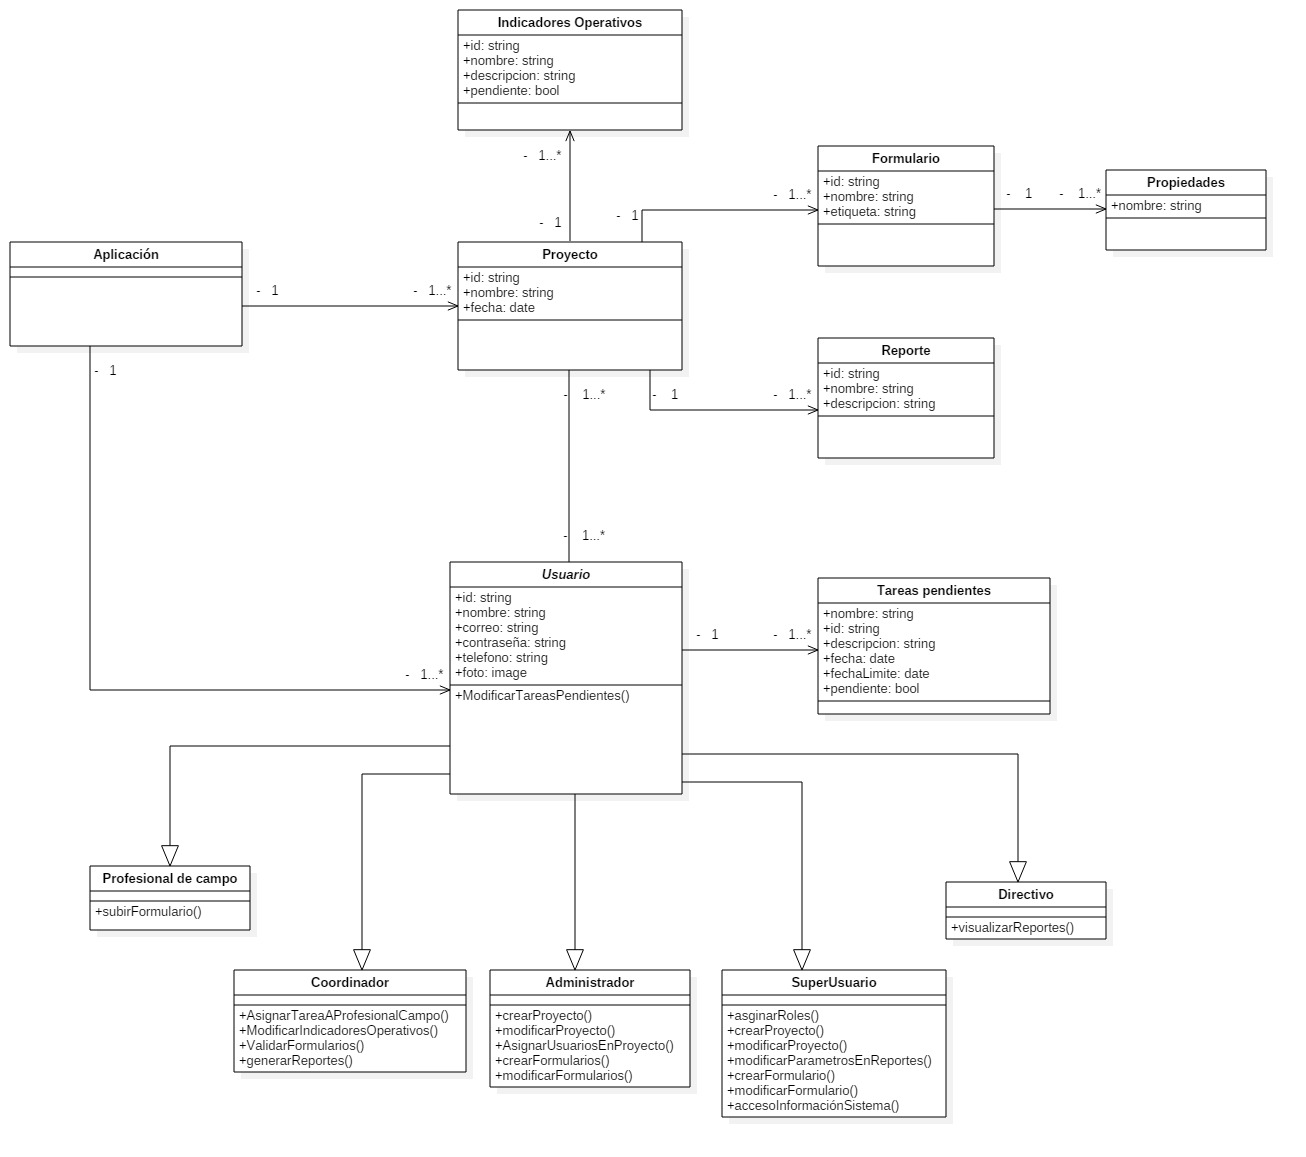 Indicadores Operativos
+id: string
+nombre: string
+descripcion: string
+pendiente: bool
- 1...*
- 1
Formulario
+id: string
+nombre: string
+etiqueta: string
- 1
- 1...*
- 1
- 1...*
Propiedades
+nombre: string
Aplicación
- 1
- 1...*
- 1
Proyecto
+id: string
+nombre: string
+fecha: date
Reporte
+id: string
+nombre: string
+descripcion: string
- 1...*
- 1
- 1...*
- 1...*
Usuario
+id: string
+nombre: string
+correo: string
+contraseña: string
+telefono: string
+foto: image
+ModificarTareasPendientes()
- 1...*
- 1
- 1...*
Tareas pendientes
+nombre: string
+id: string
+descripcion: string
+fecha: date
+fechaLimite: date
+pendiente: bool
Profesional de campo
+subirFormulario()
Directivo
+visualizarReportes()
Coordinador
+AsignarTareaAProfesionalCampo()
+ModificarIndicadoresOperativos()
+ValidarFormularios()
+generarReportes()
Administrador
+crearProyecto()
+modificarProyecto()
+AsignarUsuariosEnProyecto()
+crearFormularios()
+modificarFormularios()
SuperUsuario
+asginarRoles()
+crearProyecto()
+modificarProyecto()
+modificarParametrosEnReportes()
+crearFormulario()
+modificarFormulario()
+accesoInformaciónSistema()